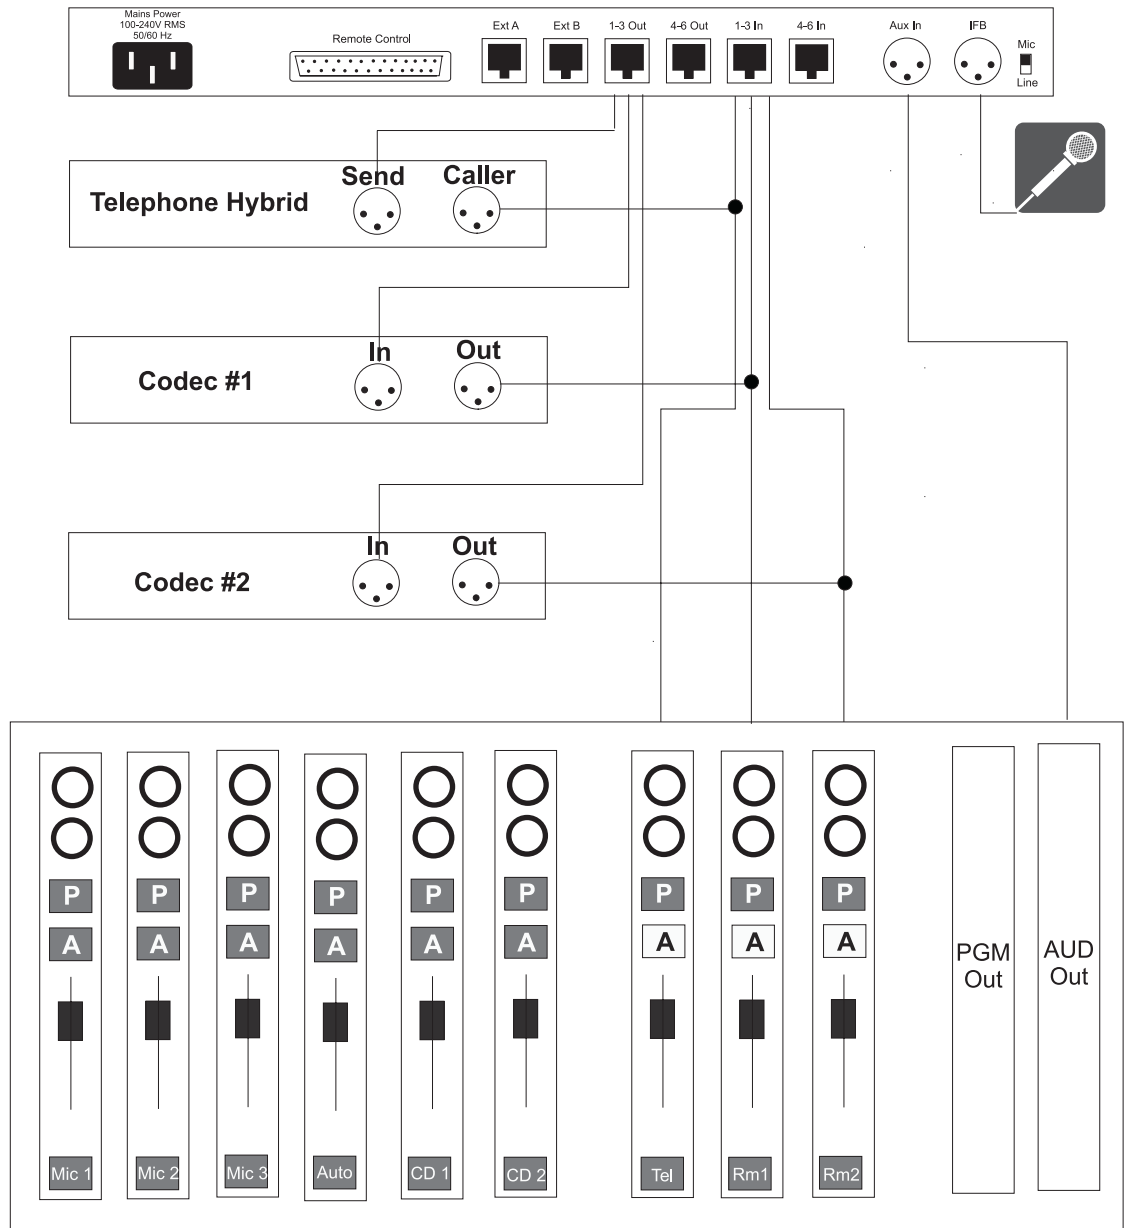 Mains Power
100-240V RMS
50/60 Hz
Remote Control
Ext A
Ext B
1-3 Out
4-6 Out
1-3 In
4-6 In
Aux In
IFB
Mic
Line
Telephone Hybrid
Send
Caller
Codec #1
In
Out
Codec #2
In
Out
P
P
P
P
P
P
P
P
P
A
A
A
A
A
A
A
A
A
PGM
Out
AUD
Out
Mic 1
Mic 2
Mic 3
Auto
CD 1
CD 2
Tel
Rm1
Rm2